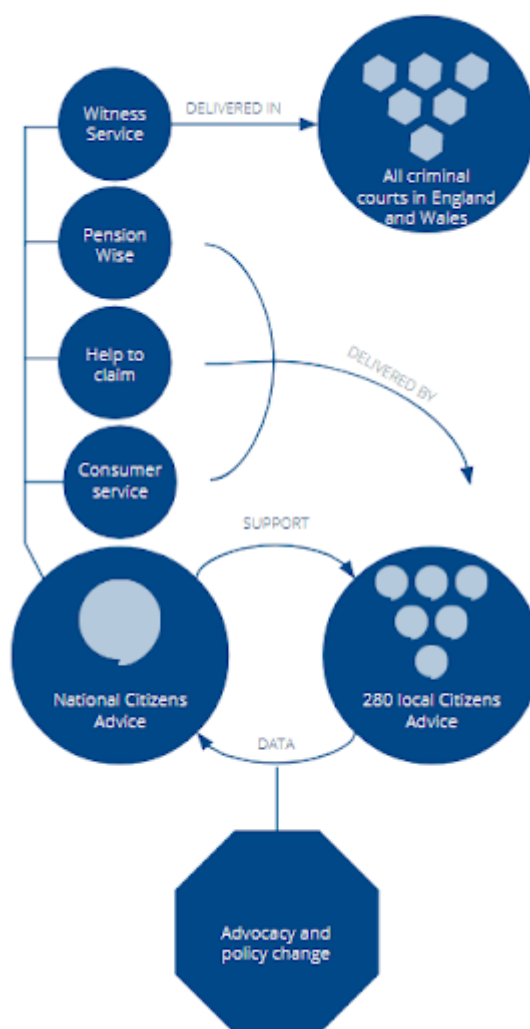 Witness
Service
DELIVERED IN
All criminal
courts in England
and Wales
Pension
Wise
Help to
claim
DELIVERED BY
Consumer
service
SUPPORT
National Citizens
Advice
280 local Citizens
Advice
DATA
Advocacy and
policy change